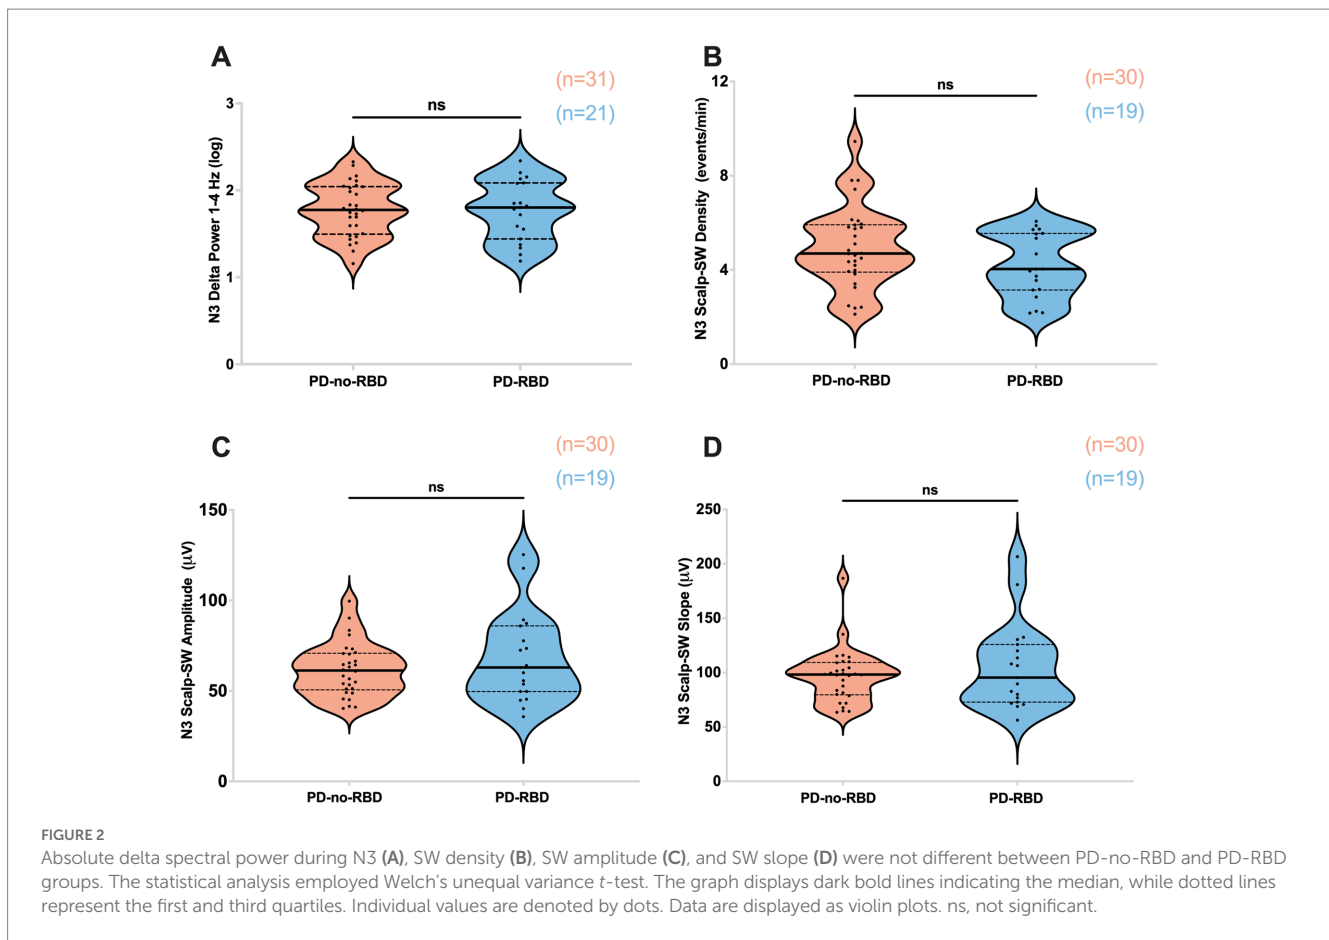 A
(n=31)
(n=21)
ns
3
2
1
0
N3 Delta Power 1-4 Hz (log)
PD-no-RBD
PD-RBD
B
(n=30)
(n=19)
ns
12
8
4
0
N3 Scalp-SW Density (events/min)
PD-no-RBD
PD-RBD
C
(n=30)
(n=19)
ns
150
100
50
0
N3 Scalp-SW Amplitude (µV)
PD-no-RBD
PD-RBD
D
(n=30)
(n=19)
ns
250
200
150
100
50
0
N3 Scalp-SW Slope (µV)
PD-no-RBD
PD-RBD
FIGURE 2
Absolute delta spectral power during N3 (A), SW density (B), SW amplitude (C), and SW slope (D) were not different between PD-no-RBD and PD-RBD
groups. The statistical analysis employed Welch's unequal variance t-test. The graph displays dark bold lines indicating the median, while dotted lines
represent the first and third quartiles. Individual values are denoted by dots. Data are displayed as violin plots. ns, not significant.